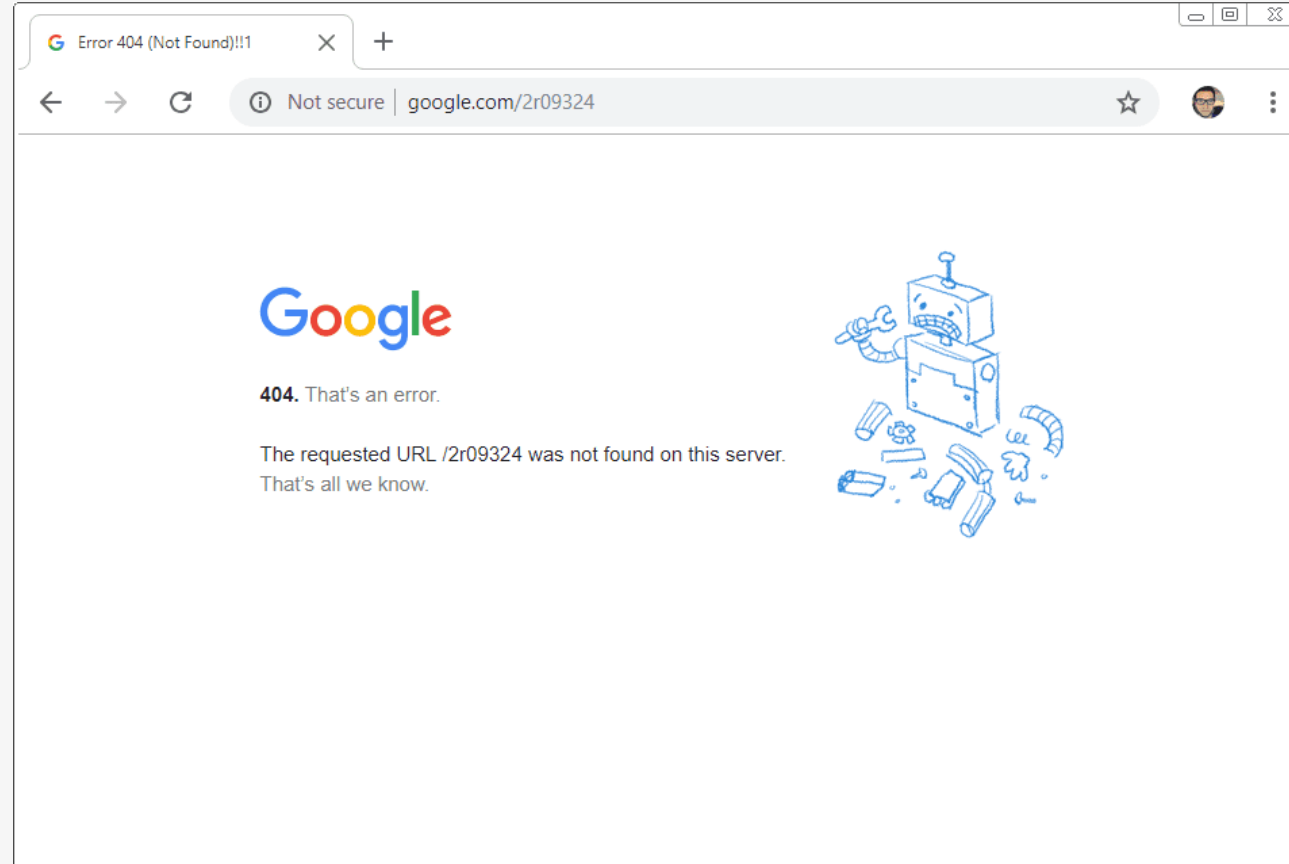 Error 404 (Not Found)!!1
Not secure google.com/2r09324
Google
404. That's an error.
The requested URL /2r09324 was not found on this server.
That's all we know.